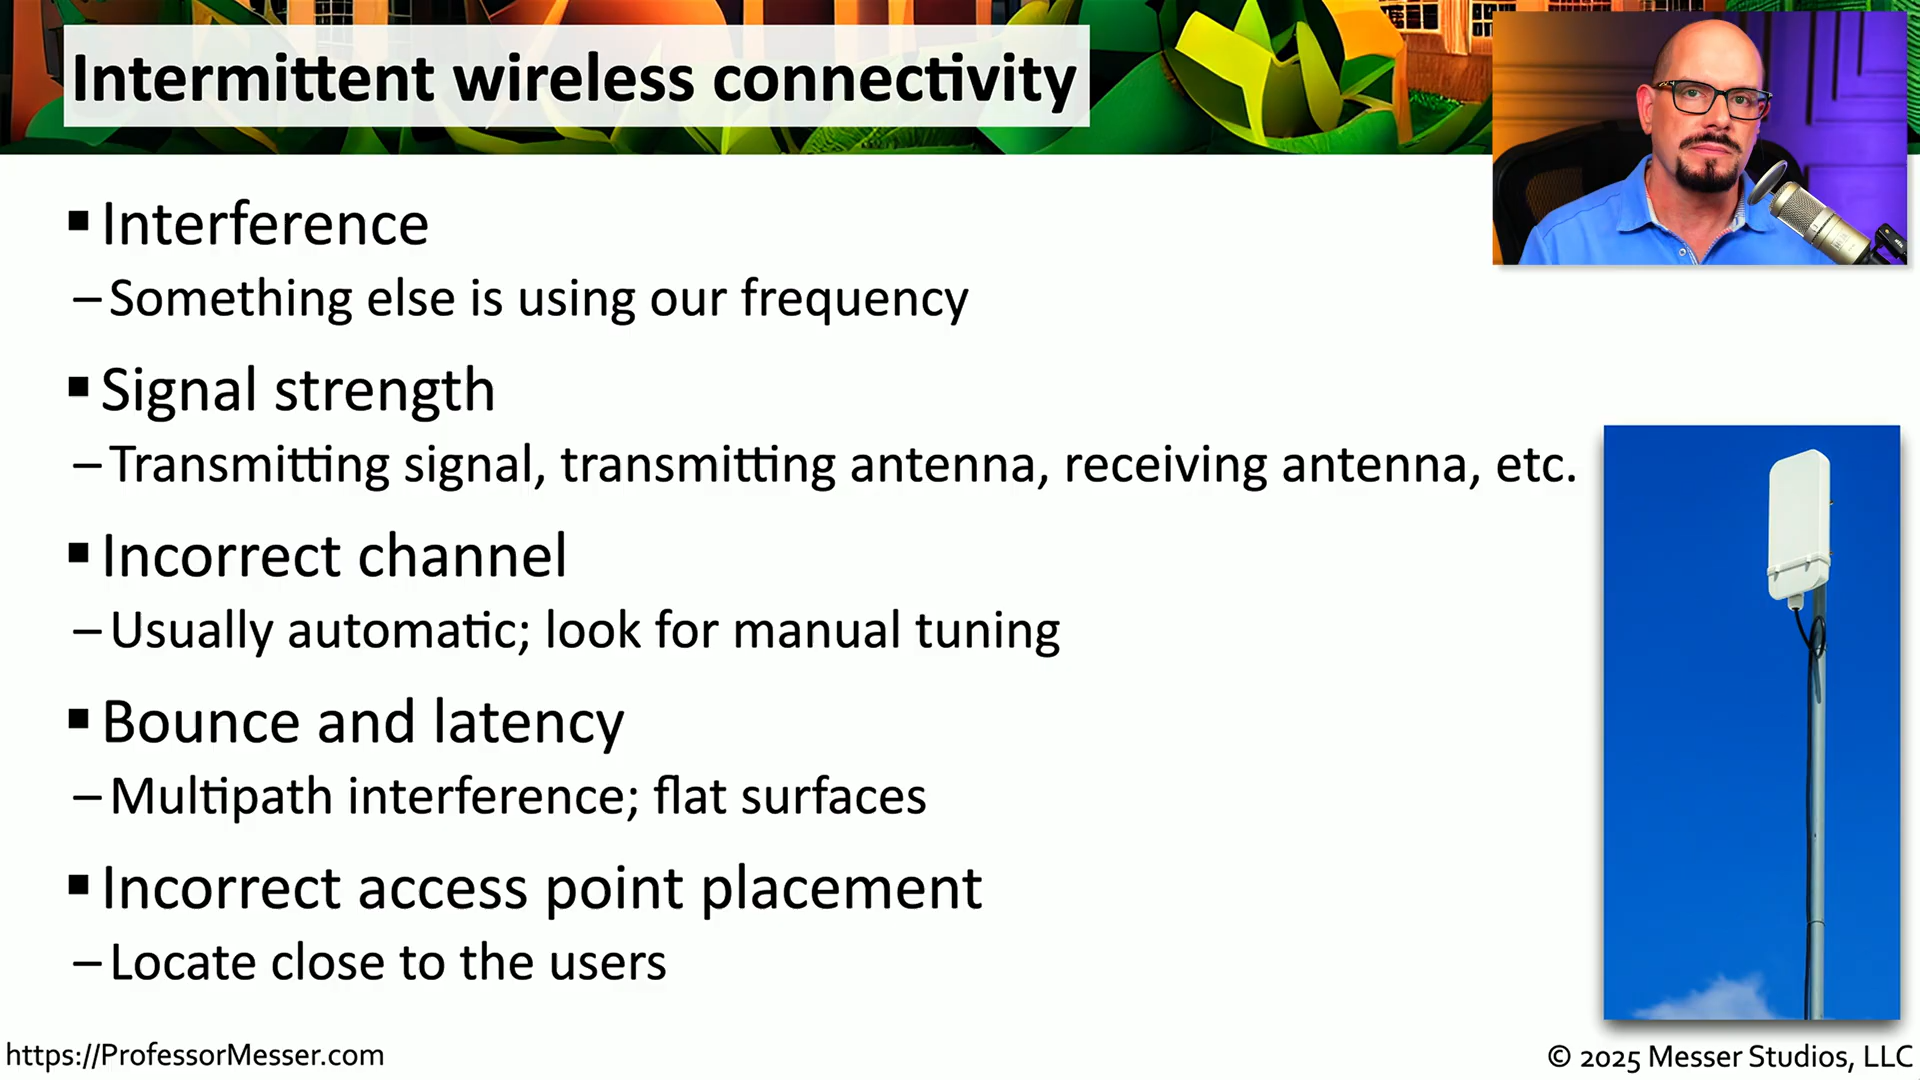 Intermittent wireless connectivity
▪ Interference
– Something else is using our frequency
▪ Signal strength
– Transmitting signal, transmitting antenna, receiving antenna, etc.
▪ Incorrect channel
– Usually automatic; look for manual tuning
▪ Bounce and latency
– Multipath interference; flat surfaces
▪ Incorrect access point placement
– Locate close to the users
https://ProfessorMesser.com
© 2025 Messer Studios, LLC